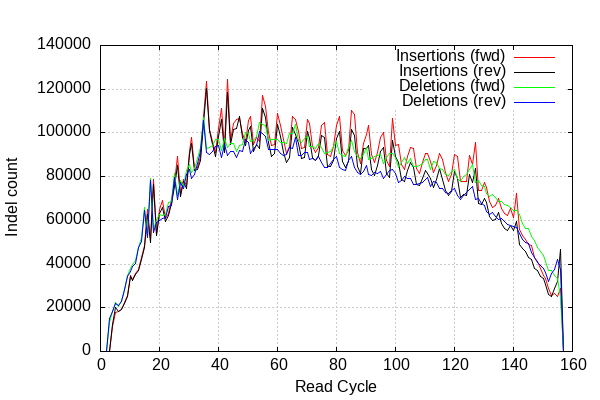 140000
120000
100000
80000
60000
40000
20000
0
Indel count
Insertions (fwd)
Insertions (rev)
Deletions (fwd)
Deletions (rev)
0 20 40 60 80 100 120 140 160
Read Cycle